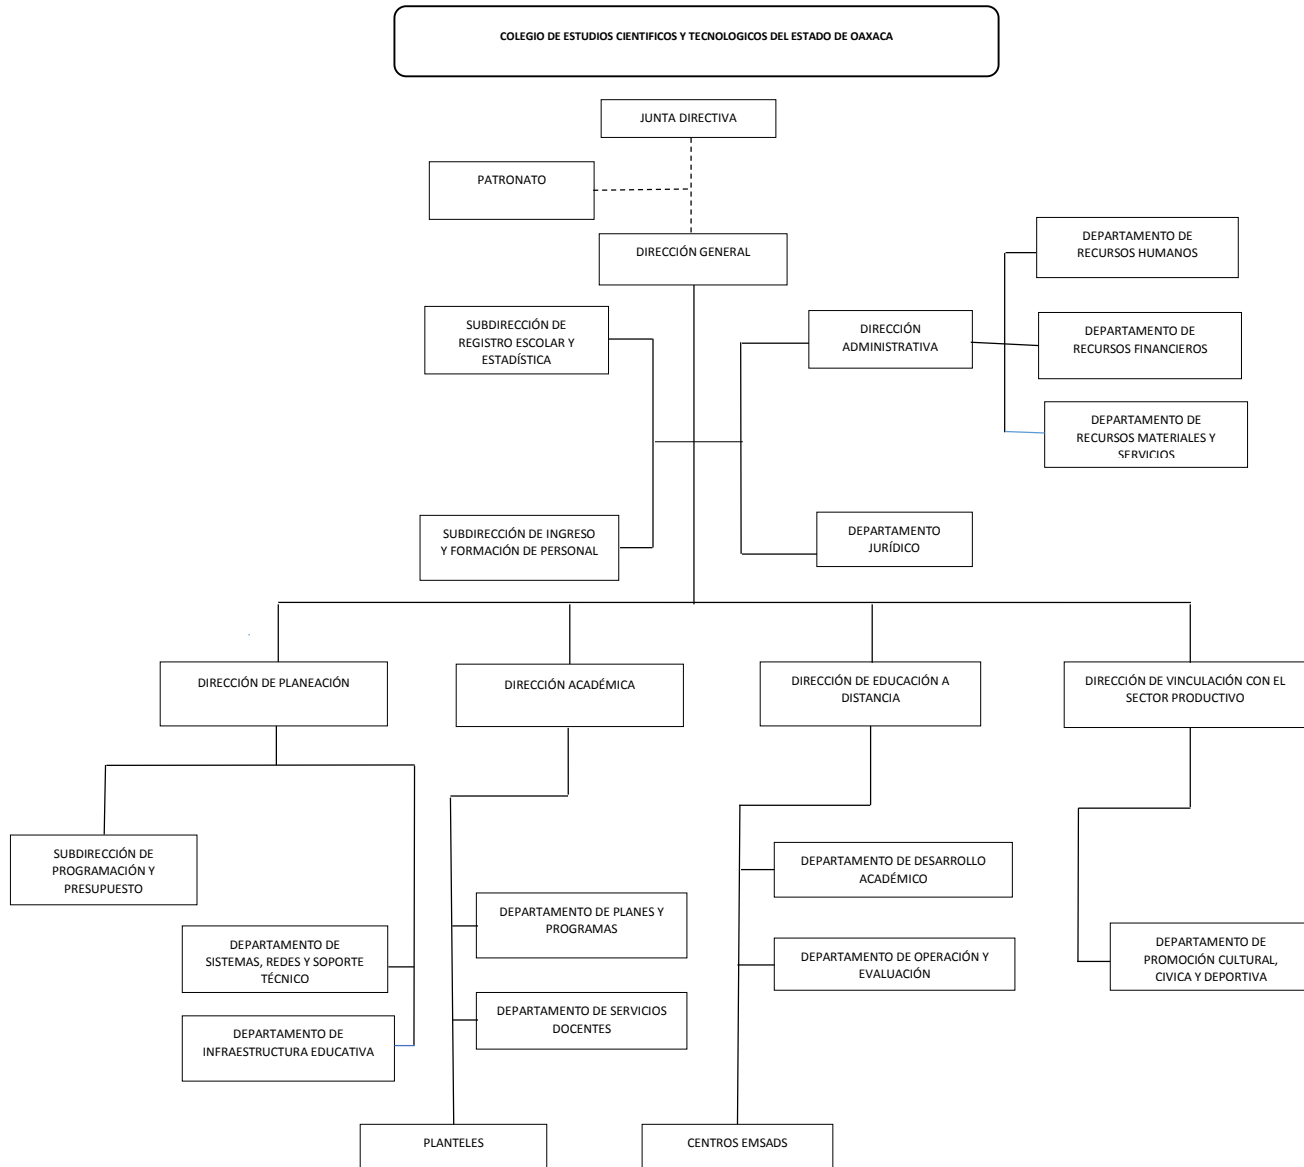 COLEGIO DE ESTUDIOS CIENTIFICOS Y TECNOLOGICOS DEL ESTADO DE OAXACA
JUNTA DIRECTIVA
PATRONATO
DIRECCIÓN GENERAL
DEPARTAMENTO DE
RECURSOS HUMANOS
SUBDIRECCIÓN DE
REGISTRO ESCOLAR Y
ESTADÍSTICA
DIRECCIÓN
ADMINISTRATIVA
DEPARTAMENTO DE
RECURSOS FINANCIEROS
DEPARTAMENTO DE
RECURSOS MATERIALES Y
SERVICIOS
SUBDIRECCIÓN DE INGRESO
Y FORMACIÓN DE PERSONAL
DEPARTAMENTO
JURÍDICO
DIRECCIÓN DE PLANEACIÓN
DIRECCIÓN ACADÉMICA
DIRECCIÓN DE EDUCACIÓN A
DISTANCIA
DIRECCIÓN DE VINCULACIÓN CON EL
SECTOR PRODUCTIVO
SUBDIRECCIÓN DE
PROGRAMACIÓN Y
PRESUPUESTO
DEPARTAMENTO DE
SISTEMAS, REDES Y SOPORTE
TÉCNICO
DEPARTAMENTO DE
INFRAESTRUCTURA EDUCATIVA
DEPARTAMENTO DE PLANES Y
PROGRAMAS
DEPARTAMENTO DE SERVICIOS
DOCENTES
PLANTELES
DEPARTAMENTO DE DESARROLLO
ACADÉMICO
DEPARTAMENTO DE OPERACIÓN Y
EVALUACIÓN
CENTROS EMSADS
DEPARTAMENTO DE
PROMOCIÓN CULTURAL,
CIVICA Y DEPORTIVA